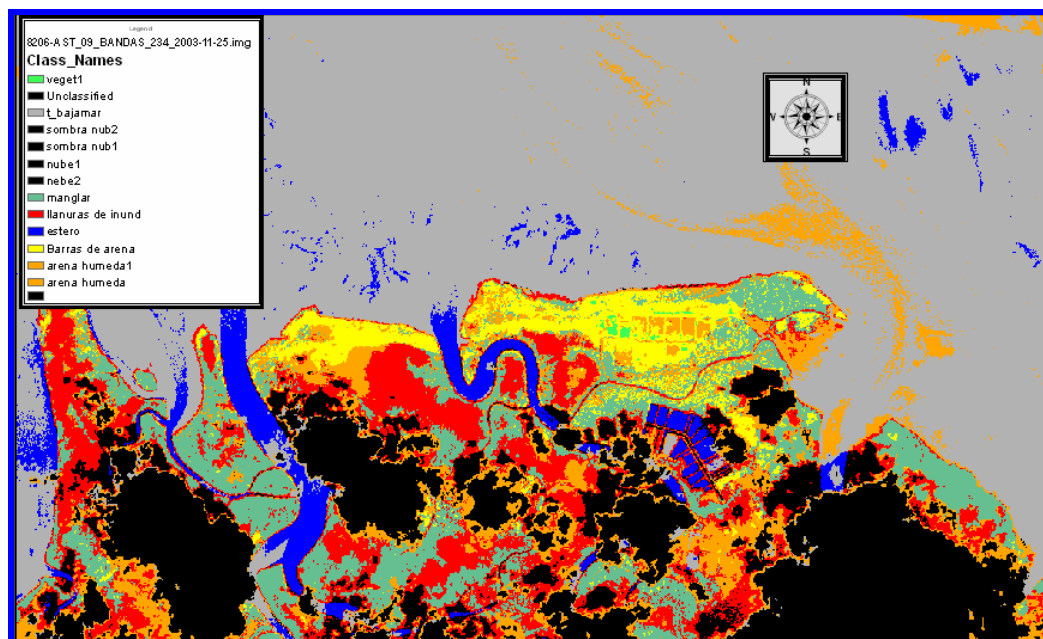 Legend
8206-AST_09_BANDAS_234_2003-11-25.img
Class_Names
veget1
Unclassified
t_bajamar
sombra nub2
sombra nub1
nube1
nebe2
manglar
llanuras de inund
estero
Barras de arena
arena humeda1
arena humeda
N
V E
S